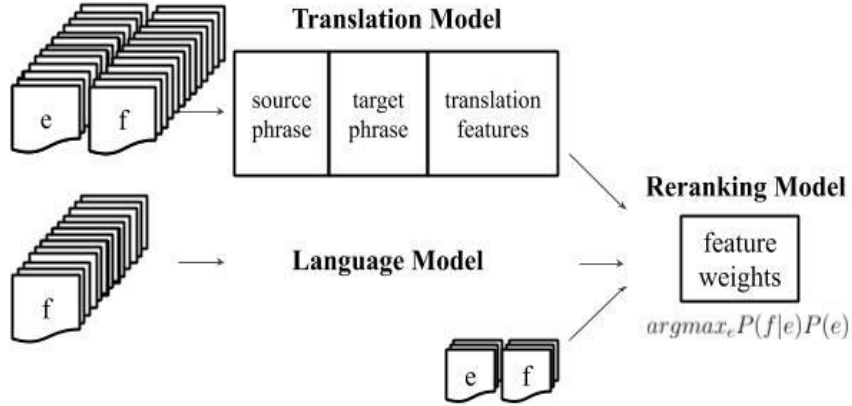 Translation Model
e
f
source
phrase
target
phrase
translation
features
f
Language Model
Reranking Model
feature
weights
argmax_e P(f|e)P(e)
e
f